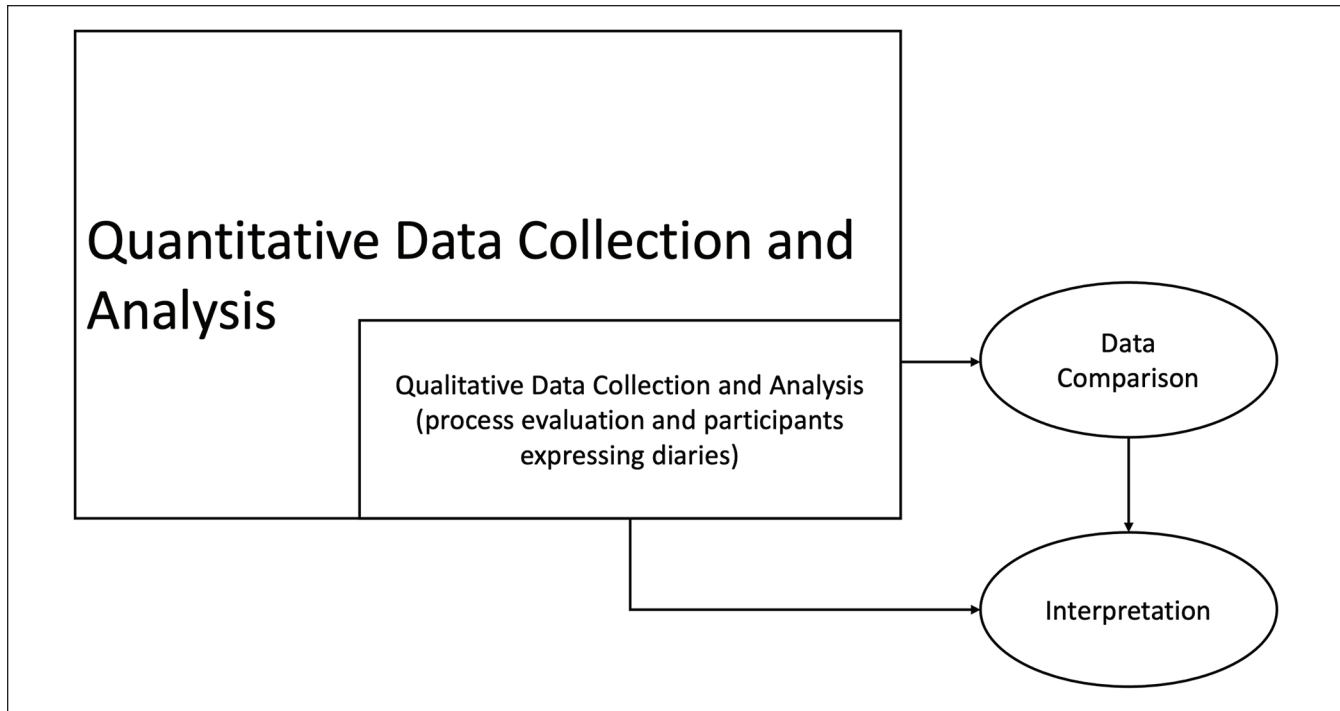 Quantitative Data Collection and
Analysis
Qualitative Data Collection and Analysis
(process evaluation and participants
expressing diaries)
Data
Comparison
Interpretation